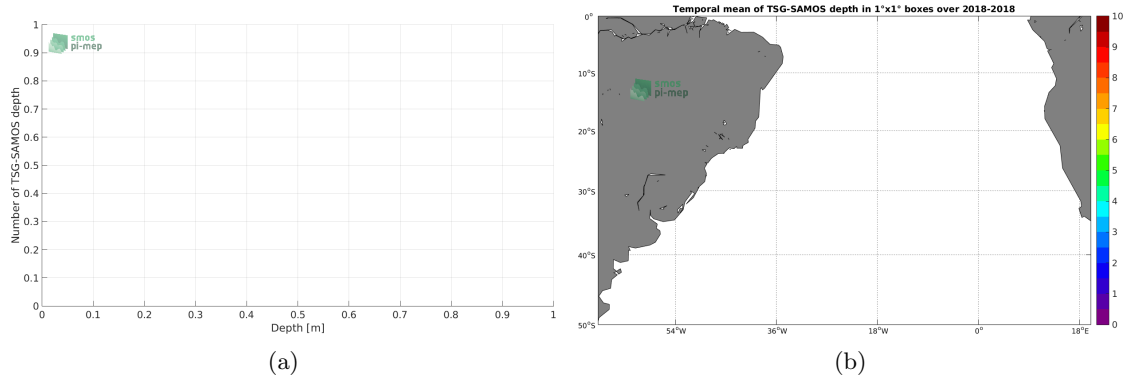 Number of TSG-SAMOS depth
1
0.9
0.8
0.7
0.6
0.5
0.4
0.3
0.2
0.1
0
smos
pi-mep
0 0.1 0.2 0.3 0.4 0.5 0.6 0.7 0.8 0.9 1
Depth [m]
(a)
Temporal mean of TSG-SAMOS depth in 1°x1° boxes over 2018-2018
0°
10°S
20°S
30°S
40°S
50°S
smos
pi-mep
54°W 36°W 18°W 0° 18°E
10
9
8
7
6
5
4
3
2
1
0
(b)